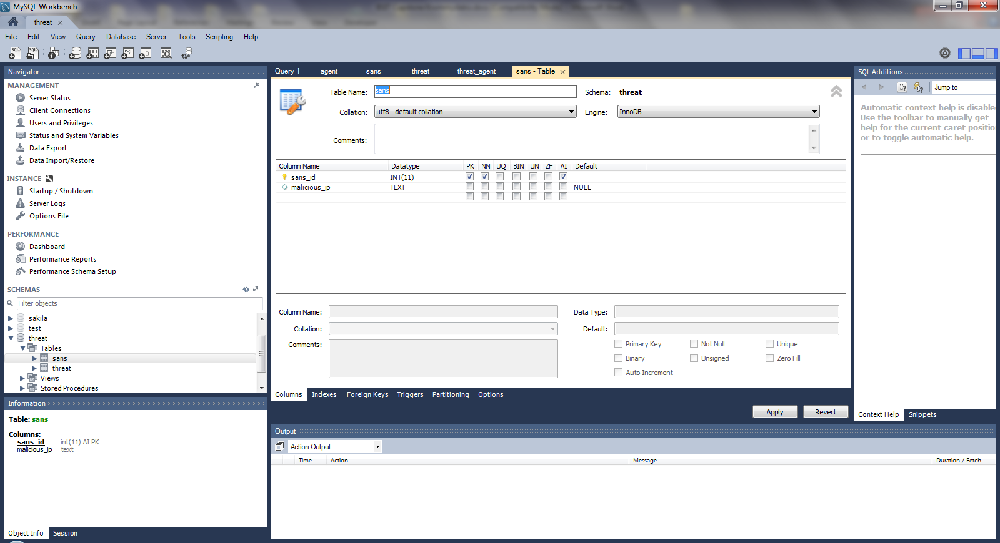 MySQL Workbench
threat
File Edit View Query Database Server Tools Scripting Help
Navigator
MANAGEMENT
Server Status
Client Connections
Users and Privileges
Status and System Variables
Data Export
Data Import/Restore
INSTANCE
Startup / Shutdown
Server Logs
Options File
PERFORMANCE
Dashboard
Performance Reports
Performance Schema Setup
SCHEMAS
Filter objects
sakila
test
threat
Tables
sans
threat
Views
Stored Procedures
Information
Table: sans
Columns:
sans_id int(11) AI PK
malicious_ip text
Object Info Session
Query 1 agent sans threat threat_agent sans - Table
Table Name: sans Schema: threat
Collation: utf8 - default collation Engine: InnoDB
Comments:
Column Name Datatype PK NN UQ BIN UN ZF AI Default
sans_id INT(11)
malicious_ip TEXT NULL
Column Name: Data Type:
Collation: Default:
Comments: Primary Key Not Null Unique
Binary Unsigned Zero Fill
Auto Increment
Columns Indexes Foreign Keys Triggers Partitioning Options
Apply Revert
Output
Action Output
Time Action Message Duration / Fetch
SQL Additions
Jump to
Automatic context help is disable
Use the toolbar to manually get
help for the current caret positio
or to toggle automatic help.
Context Help Snippets